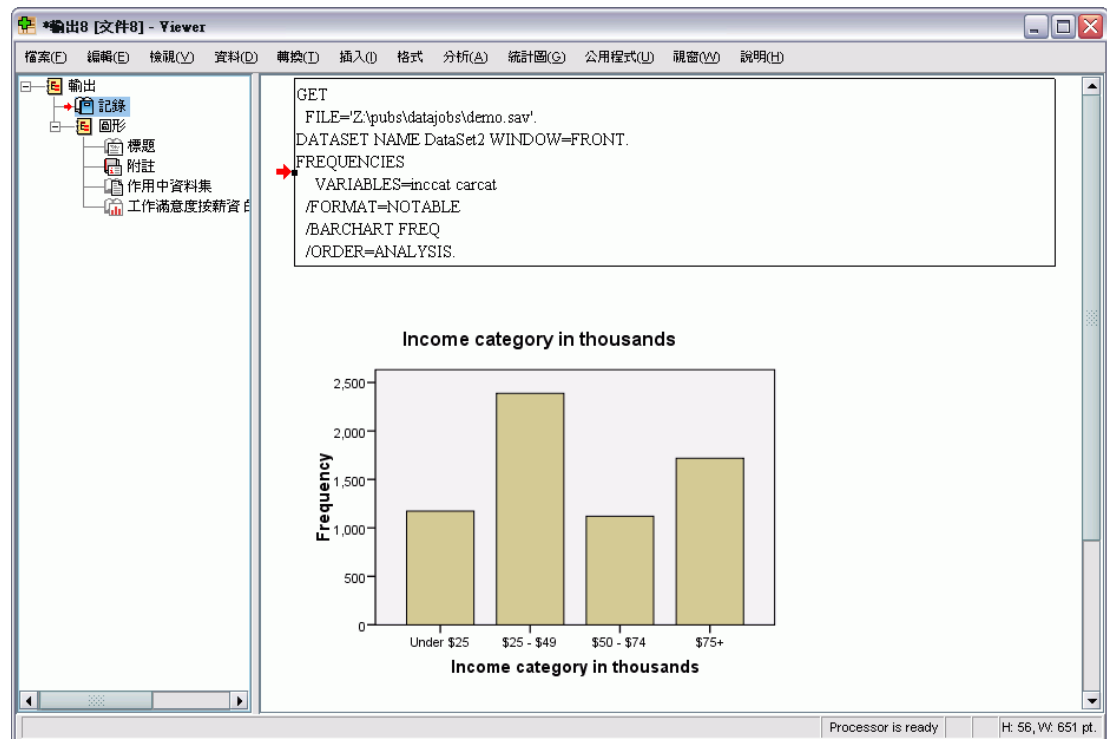 *輸出8 [文件8] - Viewer
檔案(F) 編輯(E) 檢視(V) 資料(D) 轉換(T) 插入(I) 格式 分析(A) 統計圖(G) 公用程式(U) 視窗(W) 說明(H)
輸出
記錄
圖形
標題
附註
作用中資料集
工作滿意度按薪資
GET
FILE='Z:\pubs\datajobs\demo.sav'.
DATASET NAME DataSet2 WINDOW=FRONT.
FREQUENCIES
VARIABLES=inccat carcat
/FORMAT=NOTABLE
/BARCHART FREQ
/ORDER=ANALYSIS.
Income category in thousands
2,500
2,000
1,500
1,000
500
0
Frequency
Under $25 $25 - $49 $50 - $74 $75+
Income category in thousands
Processor is ready H: 56, W: 651 pt.